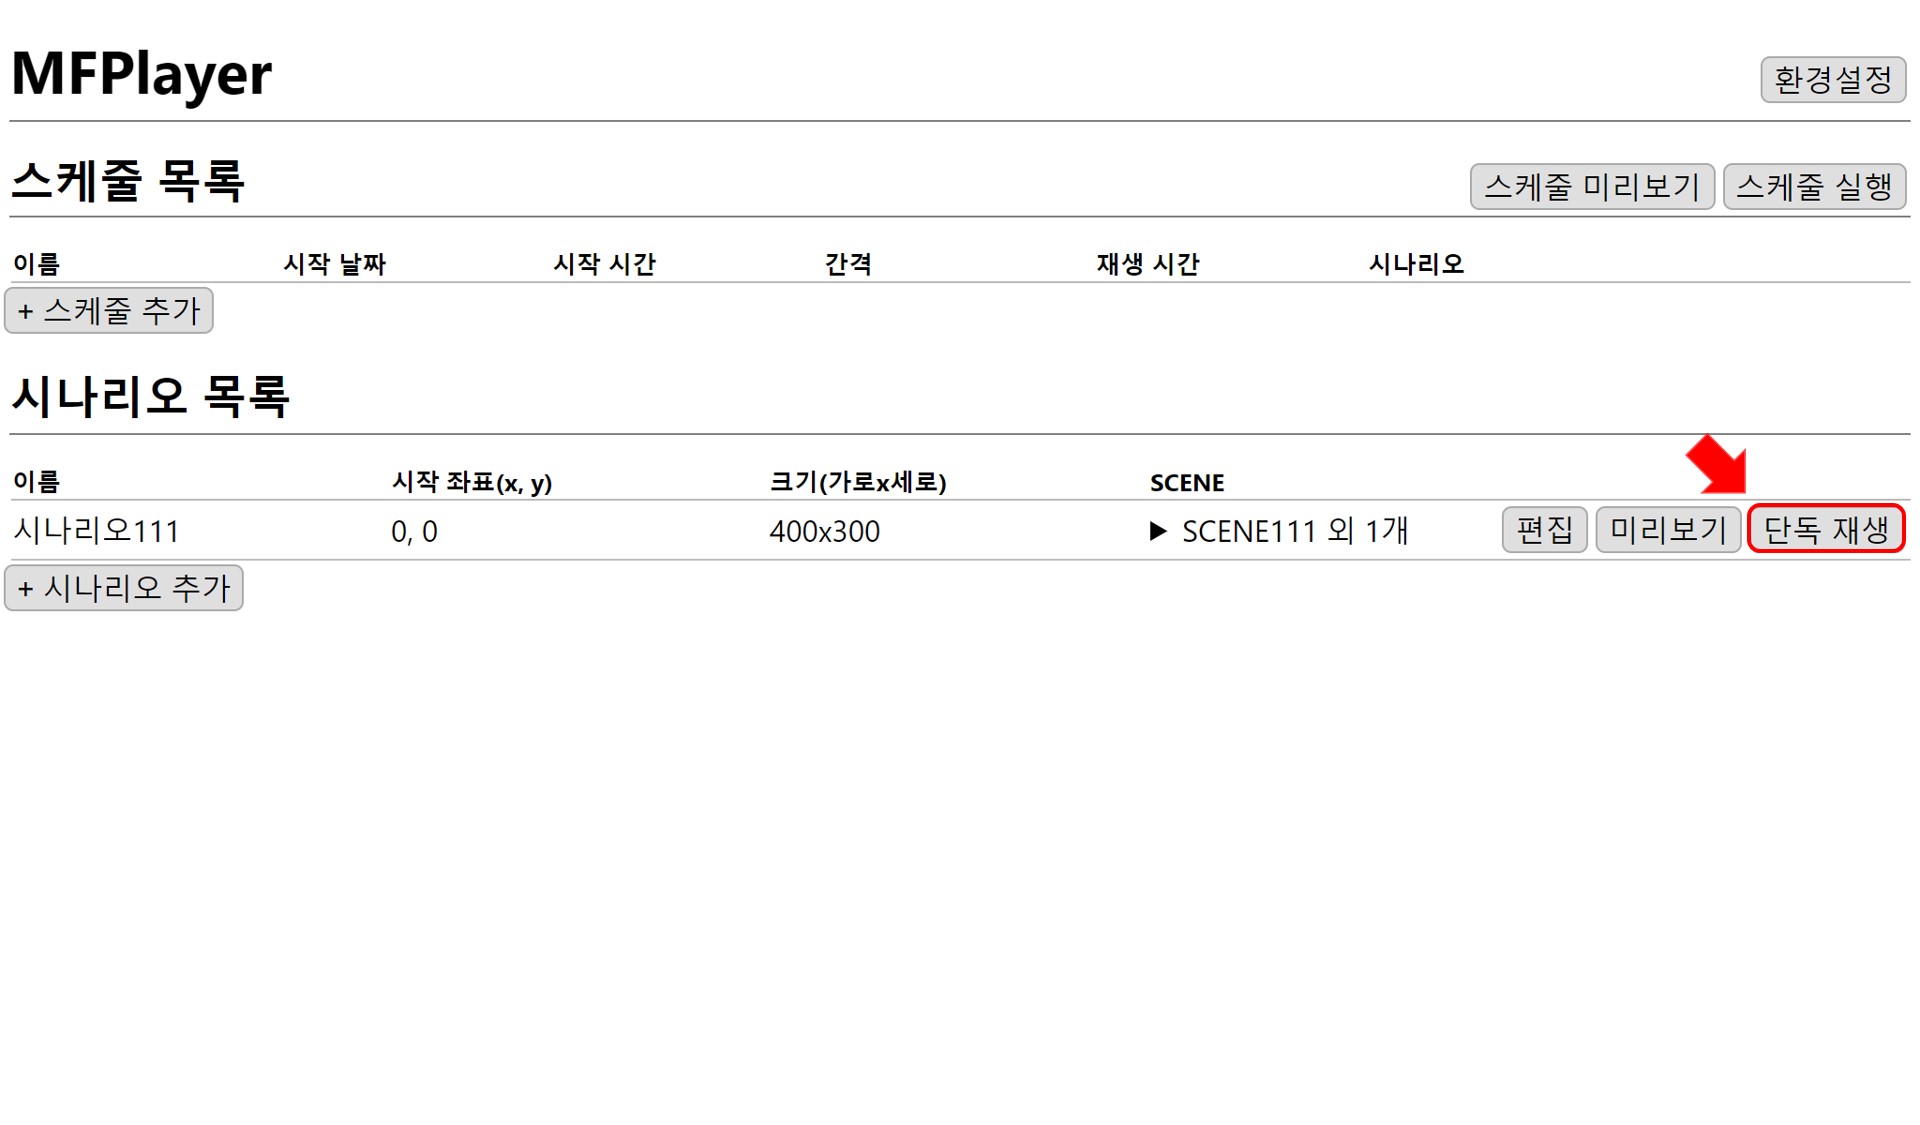 MFPlayer 환경설정
스케줄 목록 스케줄 미리보기 스케줄 실행
이름 시작 날짜 시작 시간 간격 재생 시간 시나리오
+ 스케줄 추가
시나리오 목록
이름 시작 좌표(x, y) 크기(가로x세로) SCENE
시나리오111 0, 0 400x300 ▶ SCENE111 외 1개 편집 미리보기 단독 재생
+ 시나리오 추가